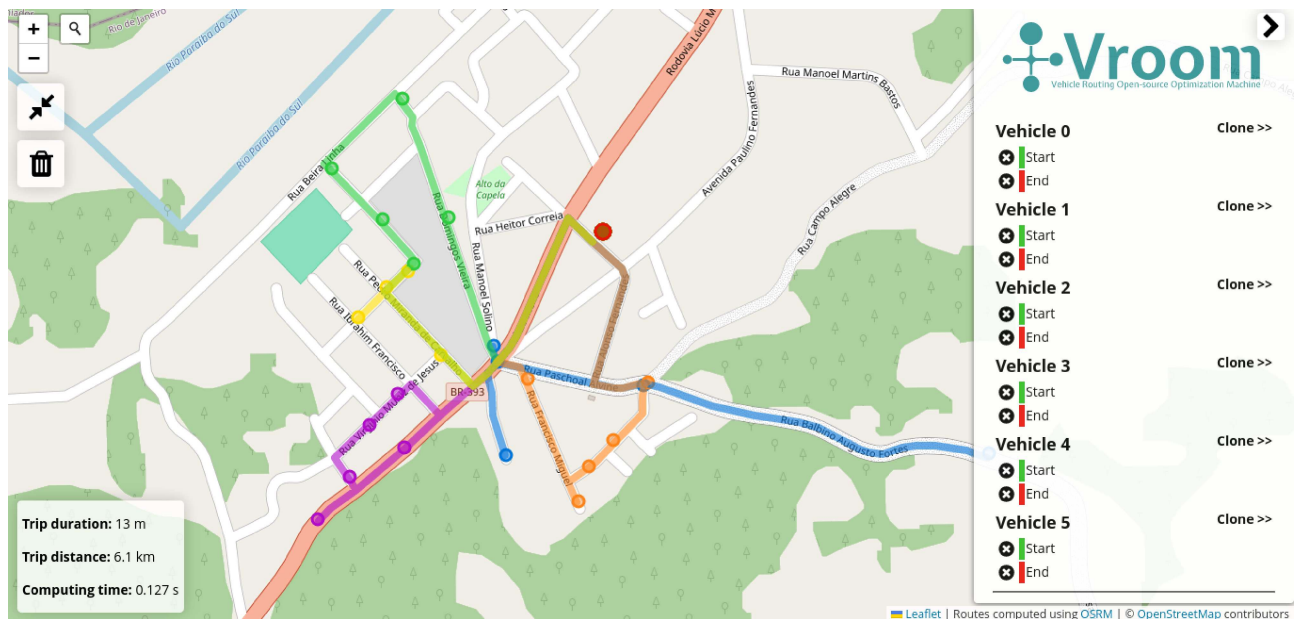 +
−
Rio de Janeiro
Rio Paraíba do Sul
Rio Paraíba do Sul
Rodovia Lúcio M
Rua Manoel Martins Bastos
Avenida Paulino Fernandes
Rua Beira Linha
Alto da
Capela
Rua Heitor Correia
Rua Domingos Vieira
Rua Manoel Solino
Rua Campo Alegre
Rua Ibrahim Francisco
BR-393
Rua Paschoal
Rua Francisco Miguel
Rua Balbino Augusto Fortes
Trip duration: 13 m
Trip distance: 6.1 km
Computing time: 0.127 s
Vroom
Vehicle Routing Open-source Optimization Machine
Vehicle 0 Clone >>
Start
End
Vehicle 1 Clone >>
Start
End
Vehicle 2 Clone >>
Start
End
Vehicle 3 Clone >>
Start
End
Vehicle 4 Clone >>
Start
End
Vehicle 5 Clone >>
Start
End
Leaflet | Routes computed using OSRM | © OpenStreetMap contributors